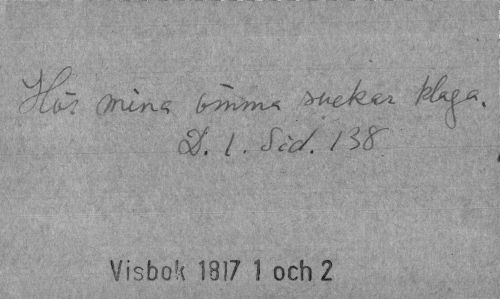 Hör mina ömma suckar klaga.
D. 1. Sid. 138
Visbok 1817 1 och 2